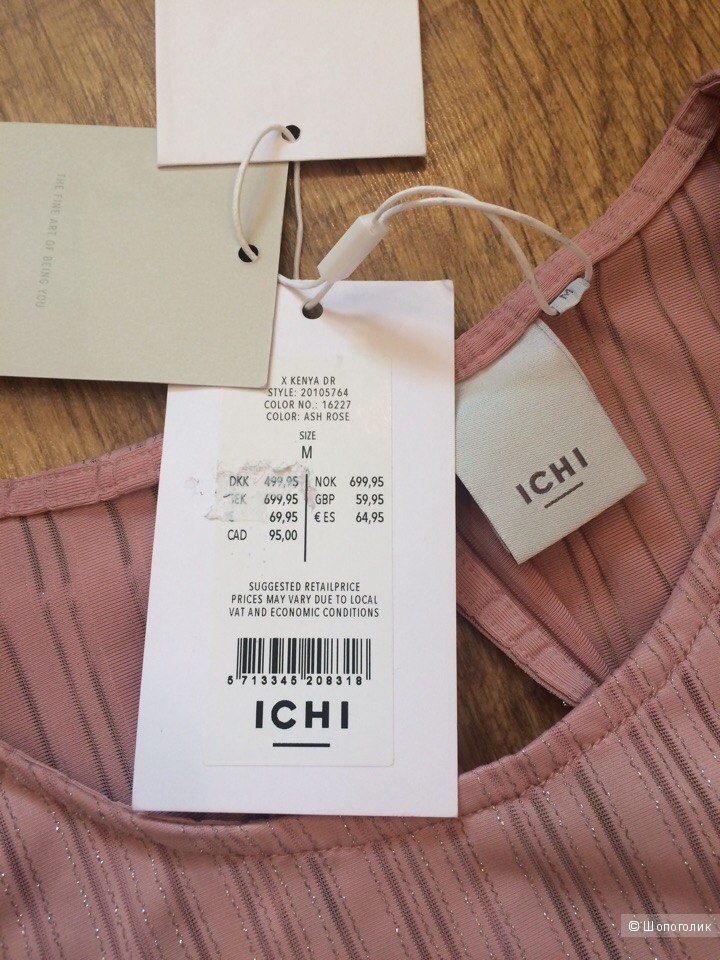 THE FINE ART OF BEING YOU
X KENYA DR
STYLE: 20105764
COLOR NO.: 16227
COLOR: ASH ROSE
SIZE
M
DKK 499,95 NOK 699,95
699,95 GBP 59,95
69,95 € ES 64,95
CAD 95,00
SUGGESTED RETAILPRICE
PRICES MAY VARY DUE TO LOCAL
VAT AND ECONOMIC CONDITIONS
5 713345 208318
ICHI
M
ICHI
© Шопоголик